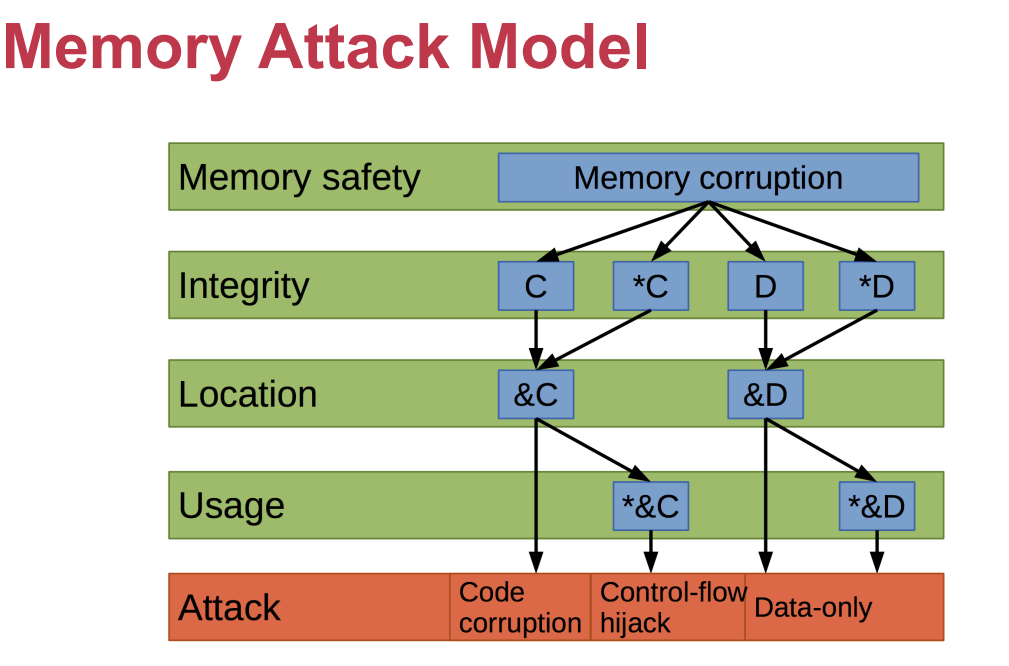 Memory Attack Model
Memory safety
Memory corruption
Integrity
C
*C
D
*D
Location
&C
&D
Usage
*&C
*&D
Attack
Code
corruption
Control-flow
hijack
Data-only